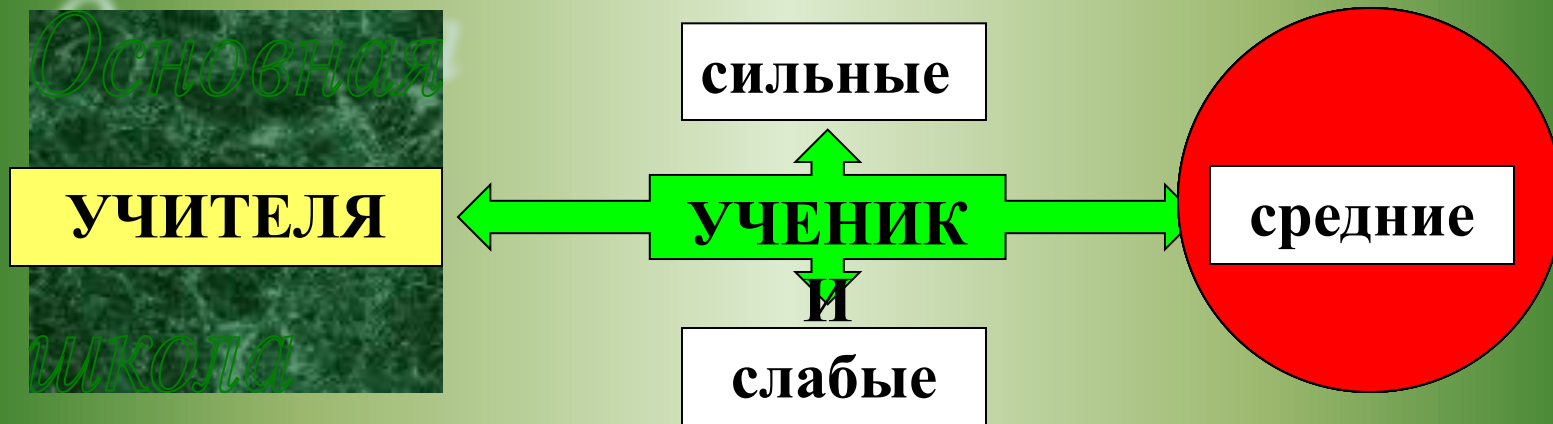 Основная
школа
УЧИТЕЛЯ
сильные
УЧЕНИК
И
слабые
средние